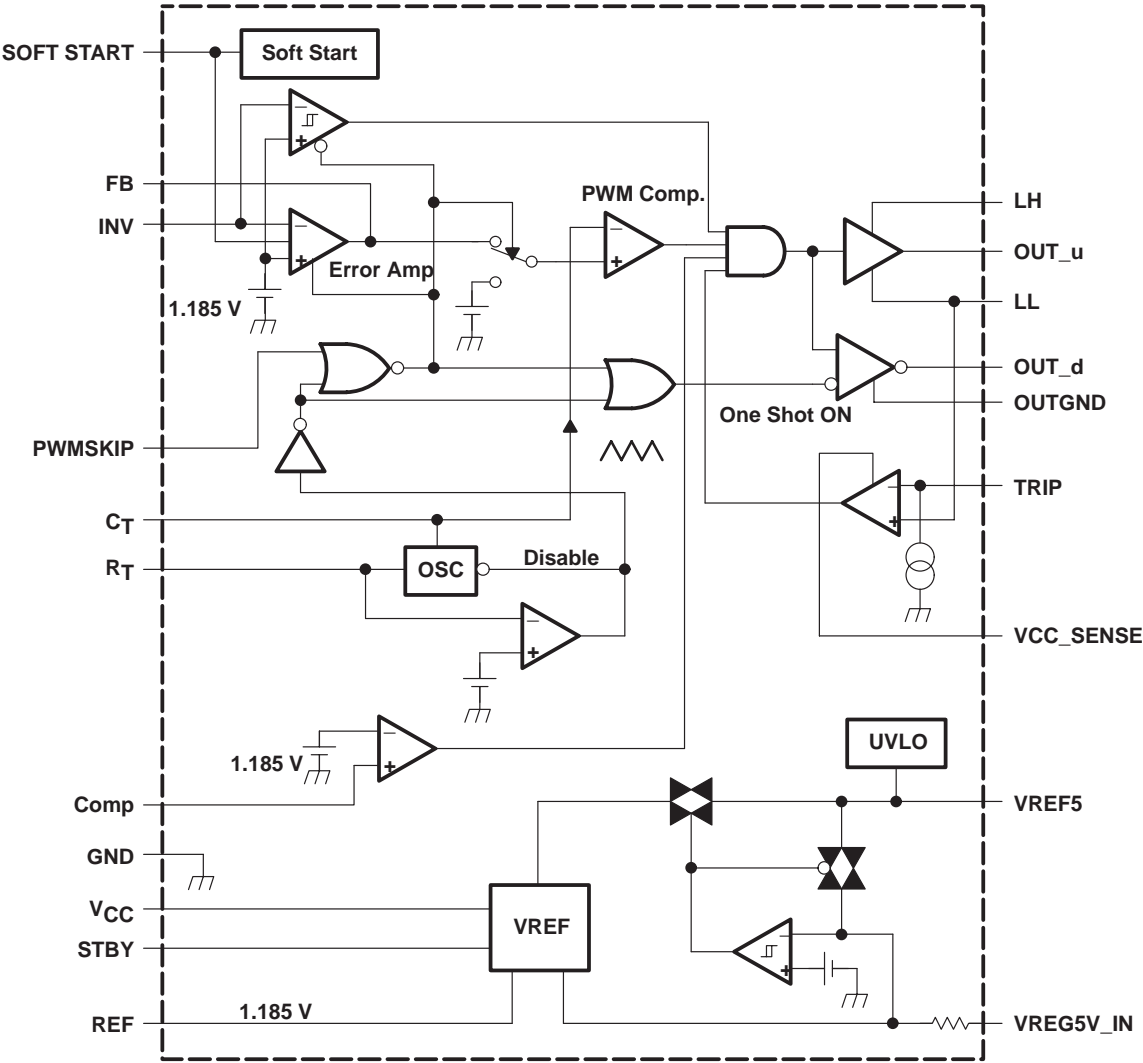 SOFT START
Soft Start
FB
PWM Comp.
LH
INV
OUT_u
Error Amp
1.185 V
LL
OUT_d
OUTGND
One Shot ON
PWMSKIP
TRIP
CT
RT
OSC
Disable
VCC_SENSE
UVLO
1.185 V
Comp
VREF5
GND
VCC
VREF
STBY
1.185 V
REF
VREG5V_IN